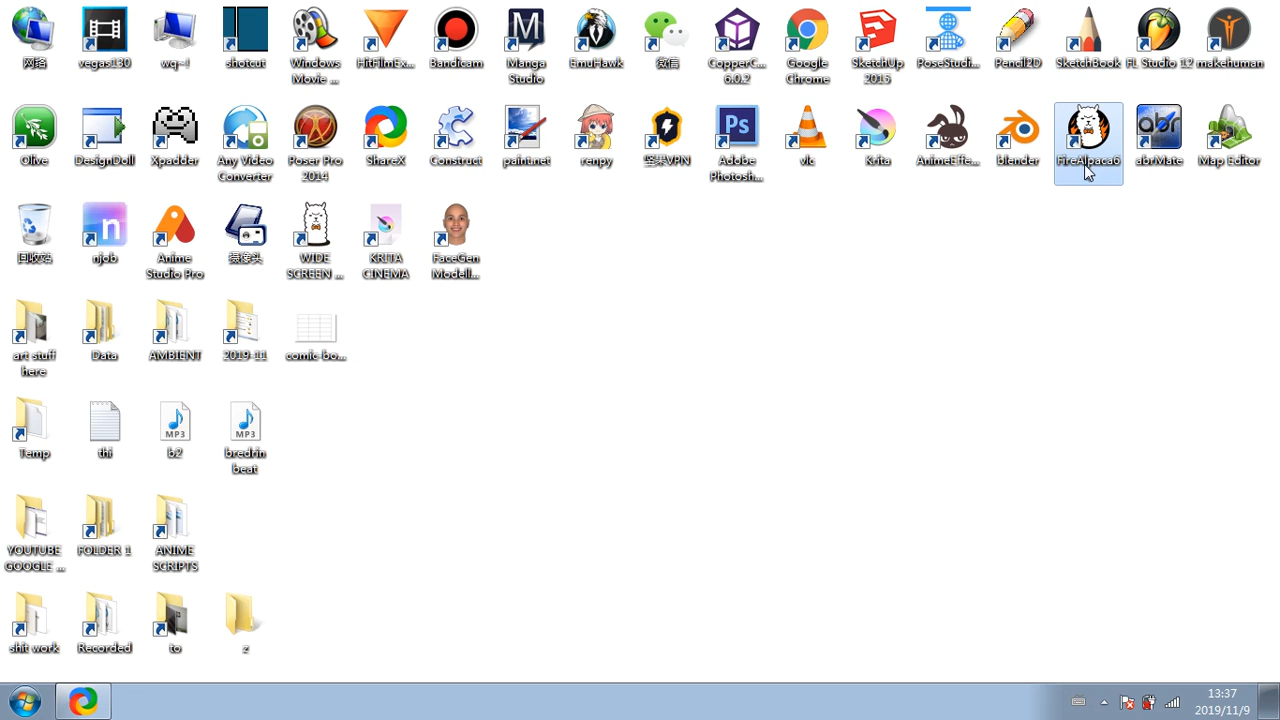 网络
vegas130
wq~!
shotcut
Windows
Movie ...
HitFilmEx...
Bandicam
Manga
Studio
EmuHawk
微信
CopperC...
6.0.2
Google
Chrome
SketchUp
2015
PoseStudi...
Pencil2D
SketchBook
FL Studio 12
makehuman
Olive
DesignDoll
Xpadder
Any Video
Converter
Poser Pro
2014
ShareX
Construct
paint.net
renpy
坚果VPN
Ps
Adobe
Photosh...
vlc
Krita
AnimeEffe...
blender
FireAlpaca6
abr
abrMate
Map Editor
回收站
n
njob
Anime
Studio Pro
摄像头
WIDE
SCREEN ...
KRITA
CINEMA
FaceGen
Modell...
art stuff
here
Data
AMBIENT
2019-11
comic-bo...
Temp
thi
MP3
b2
MP3
bredrin
beat
YOUTUBE
GOOGLE ...
FOLDER 1
ANIME
SCRIPTS
shit work
Recorded
to
z
13:37
2019/11/9